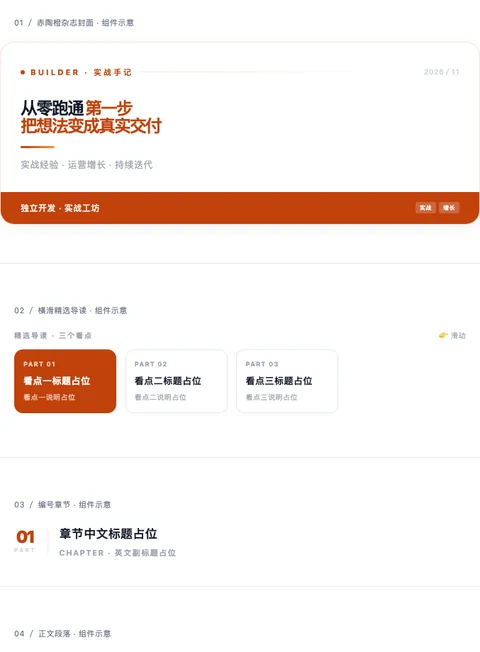 01 / 赤陶橙杂志封面 · 组件示意
BUILDER · 实战手记
2026 / 11
从零跑通第一步
把想法变成真实交付
实战经验 · 运营增长 · 持续迭代
独立开发 · 实战工坊
实战 增长
02 / 横滑精选导读 · 组件示意
精选导读 · 三个看点
👉 滑动
PART 01
看点一标题占位
看点一说明占位
PART 02
看点二标题占位
看点二说明占位
PART 03
看点三标题占位
看点三说明占位
03 / 编号章节 · 组件示意
01
PART
章节中文标题占位
CHAPTER · 英文副标题占位
04 / 正文段落 · 组件示意